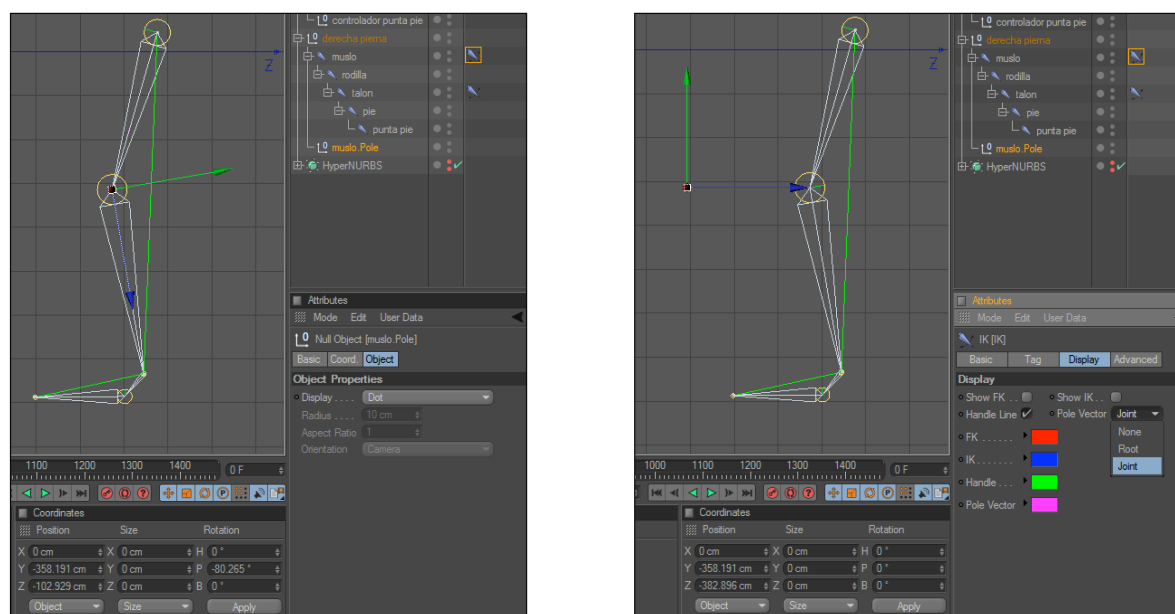 controlador punta pie
derecha pierna
muslo
Z
rodilla
talon
pie
punta pie
muslo.Pole
HyperNURBS
Attributes
Mode Edit User Data
Null Object [muslo.Pole]
Basic Coord. Object
Object Properties
Display . . . . Dot
Radius . . . . 10 cm
Aspect Ratio 1
Orientation Camera
1100 1200 1300 1400 0 F
Coordinates
Position Size Rotation
X 0 cm X 0 cm H 0 °
Y -358.191 cm Y 0 cm P -80.265 °
Z -102.929 cm Z 0 cm B 0 °
Object Size Apply
controlador punta pie
derecha pierna
muslo
Z
rodilla
talon
pie
punta pie
muslo.Pole
HyperNURBS
Attributes
Mode Edit User Data
IK [IK]
Basic Tag Display Advanced
Display
Show FK . . Show IK . .
Handle Line Pole Vector Joint
None
FK . . . . . .
Root
IK . . . . . . .
Joint
Handle . . .
Pole Vector
1000 1100 1200 1300 1400 0 F
Coordinates
Position Size Rotation
X 0 cm X 0 cm H 0 °
Y -358.191 cm Y 0 cm P 0 °
Z -382.896 cm Z 0 cm B 0 °
Object Size Apply